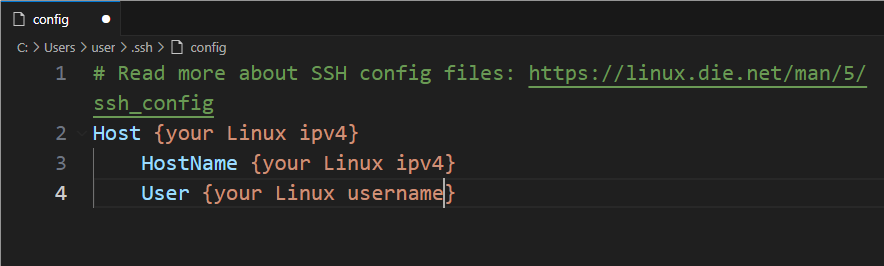 config
C: > Users > user > .ssh > config
1 # Read more about SSH config files: https://linux.die.net/man/5/
ssh_config
2 Host {your Linux ipv4}
3 HostName {your Linux ipv4}
4 User {your Linux username}